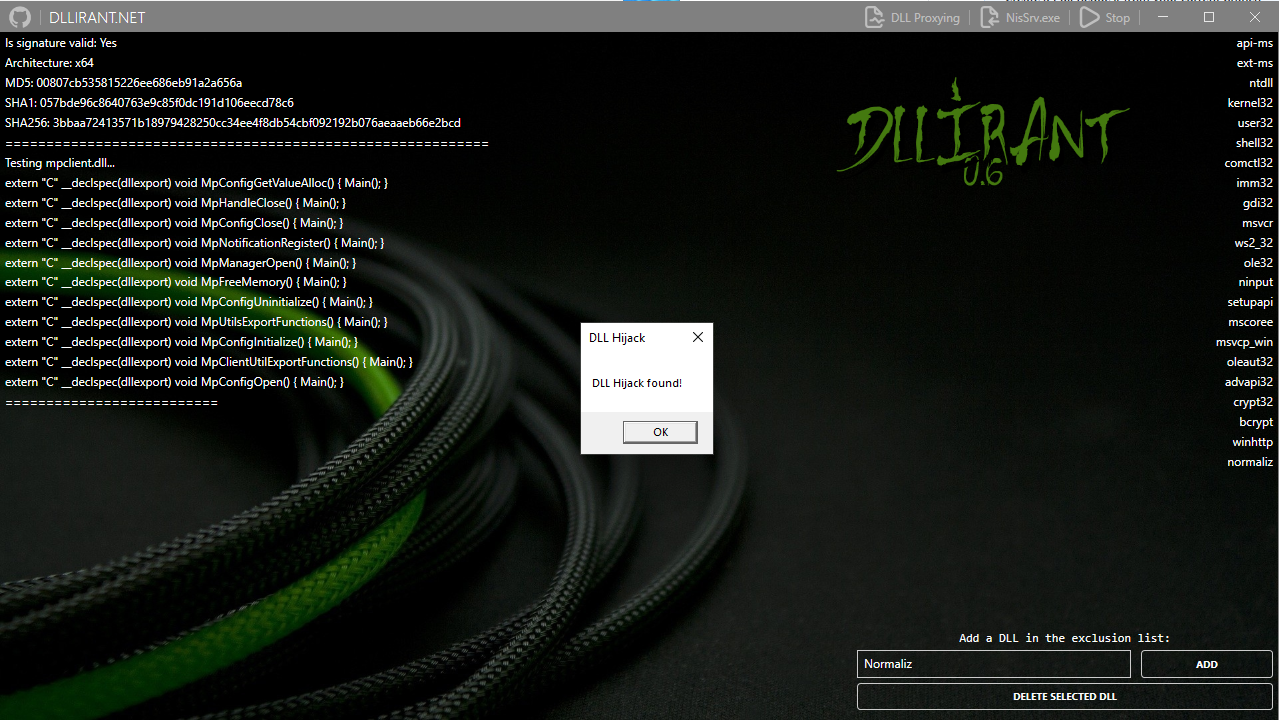 DLLIRANT.NET
DLL Proxying
NisSrv.exe
Stop
Is signature valid: Yes
Architecture: x64
MD5: 00807cb535815226ee686eb91a2a656a
SHA1: 057bde96c8640763e9c85f0dc191d106eecd78c6
SHA256: 3bbaa72413571b18979428250cc34ee4f8db54cbf092192b076aeaaeb66e2bcd
===========================================================
Testing mpclient.dll...
extern "C" __declspec(dllexport) void MpConfigGetValueAlloc() { Main(); }
extern "C" __declspec(dllexport) void MpHandleClose() { Main(); }
extern "C" __declspec(dllexport) void MpConfigClose() { Main(); }
extern "C" __declspec(dllexport) void MpNotificationRegister() { Main(); }
extern "C" __declspec(dllexport) void MpManagerOpen() { Main(); }
extern "C" __declspec(dllexport) void MpFreeMemory() { Main(); }
extern "C" __declspec(dllexport) void MpConfigUninitialize() { Main(); }
extern "C" __declspec(dllexport) void MpUtilsExportFunctions() { Main(); }
extern "C" __declspec(dllexport) void MpConfigInitialize() { Main(); }
extern "C" __declspec(dllexport) void MpClientUtilExportFunctions() { Main(); }
extern "C" __declspec(dllexport) void MpConfigOpen() { Main(); }
==========================
DLLIRANT
0.6
DLL Hijack
DLL Hijack found!
OK
api-ms
ext-ms
ntdll
kernel32
user32
shell32
comctl32
imm32
gdi32
msvcr
ws2_32
ole32
ninput
setupapi
mscoree
msvcp_win
oleaut32
advapi32
crypt32
bcrypt
winhttp
normaliz
Add a DLL in the exclusion list:
Normaliz
ADD
DELETE SELECTED DLL